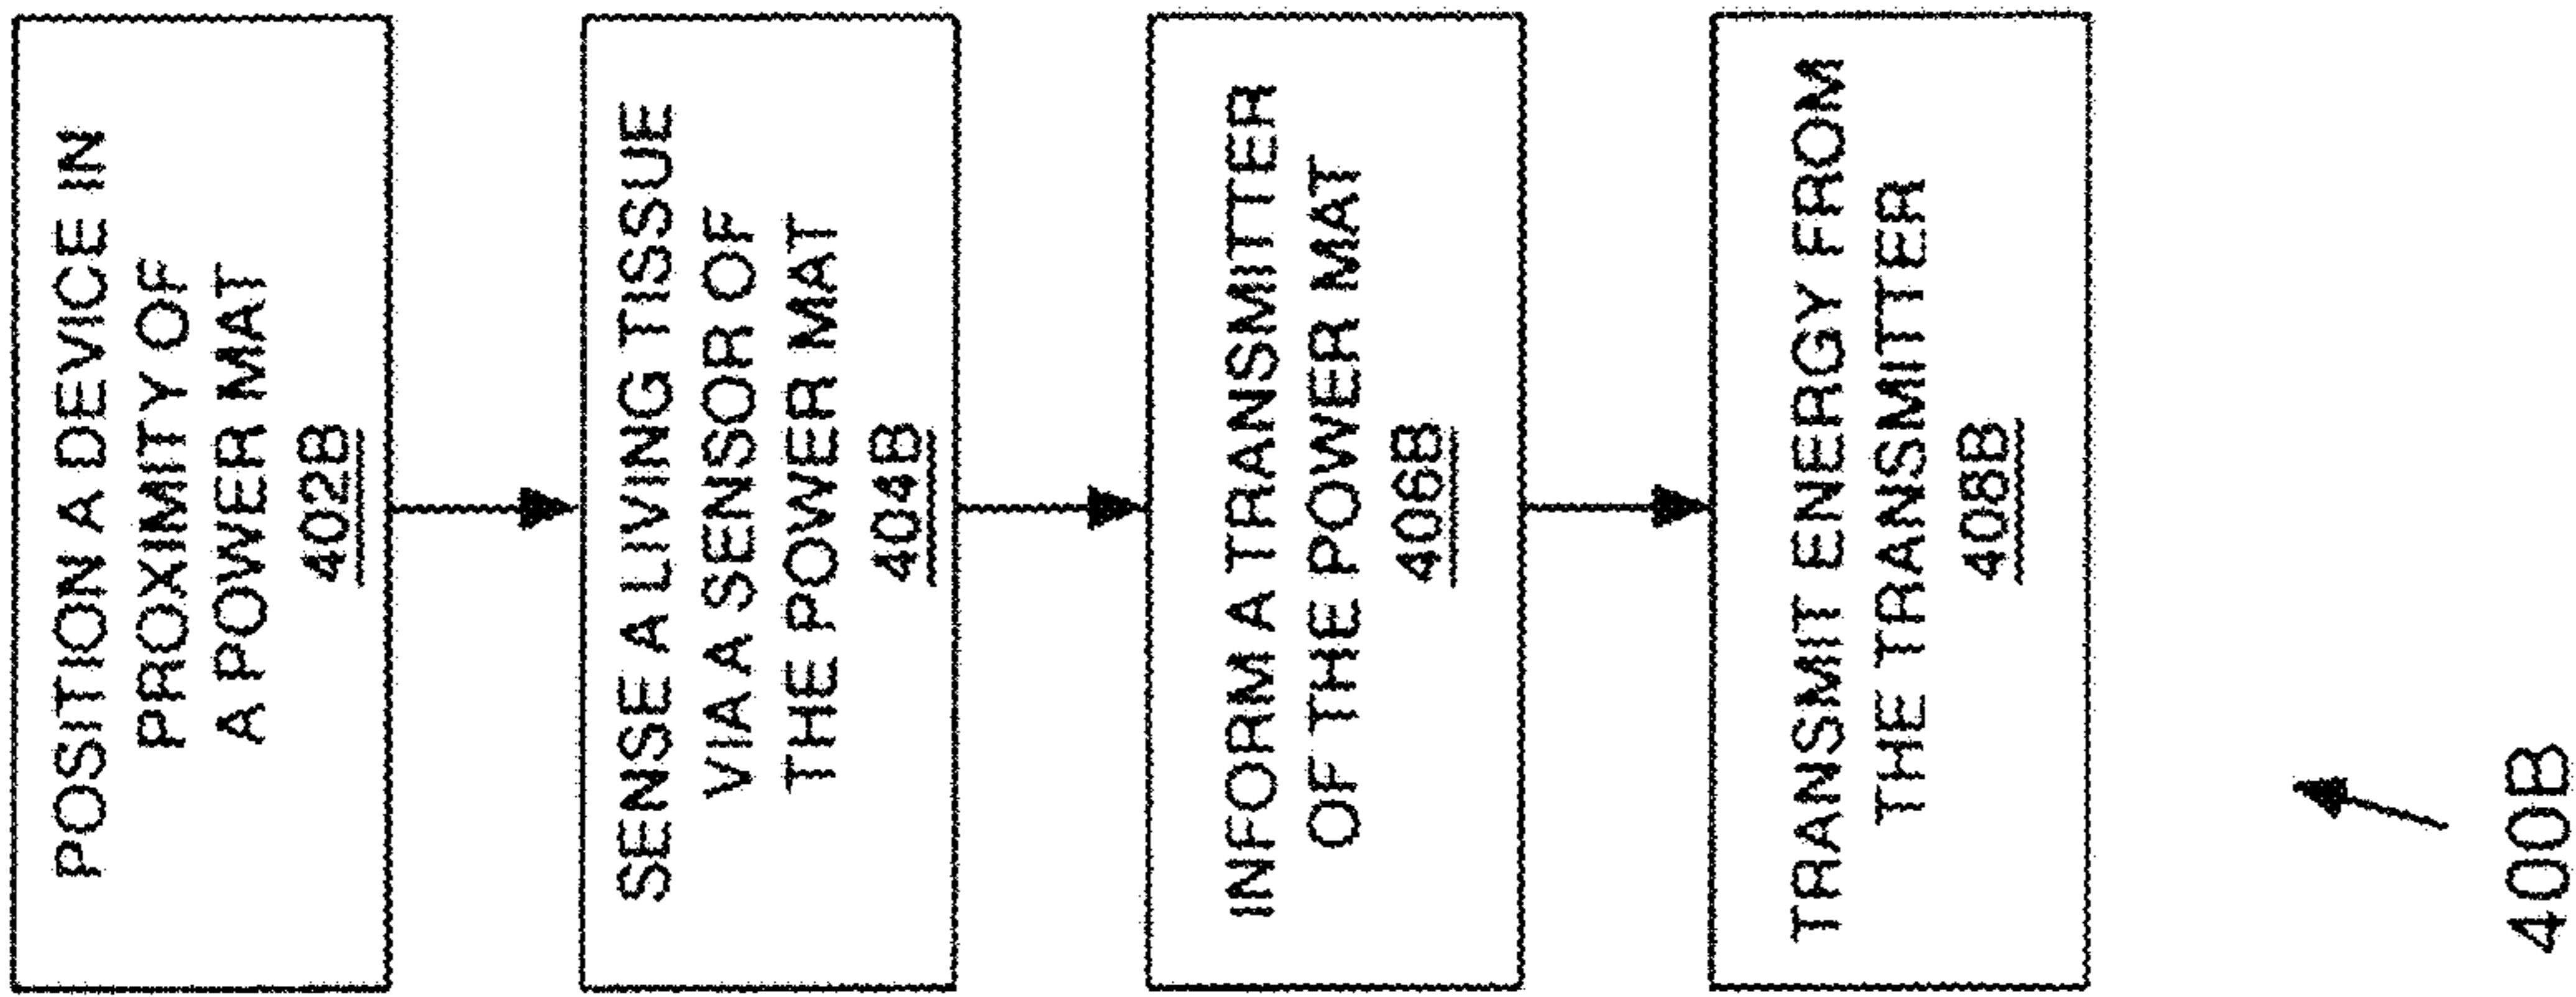 POSITION A DEVICE IN
PROXIMITY OF
A POWER MAT
402B
SENSE A LIVING TISSUE
VIA A SENSOR OF
THE POWER MAT
404B
INFORM A TRANSMITTER
OF THE POWER MAT
406B
TRANSMIT ENERGY FROM
THE TRANSMITTER
408B
400B